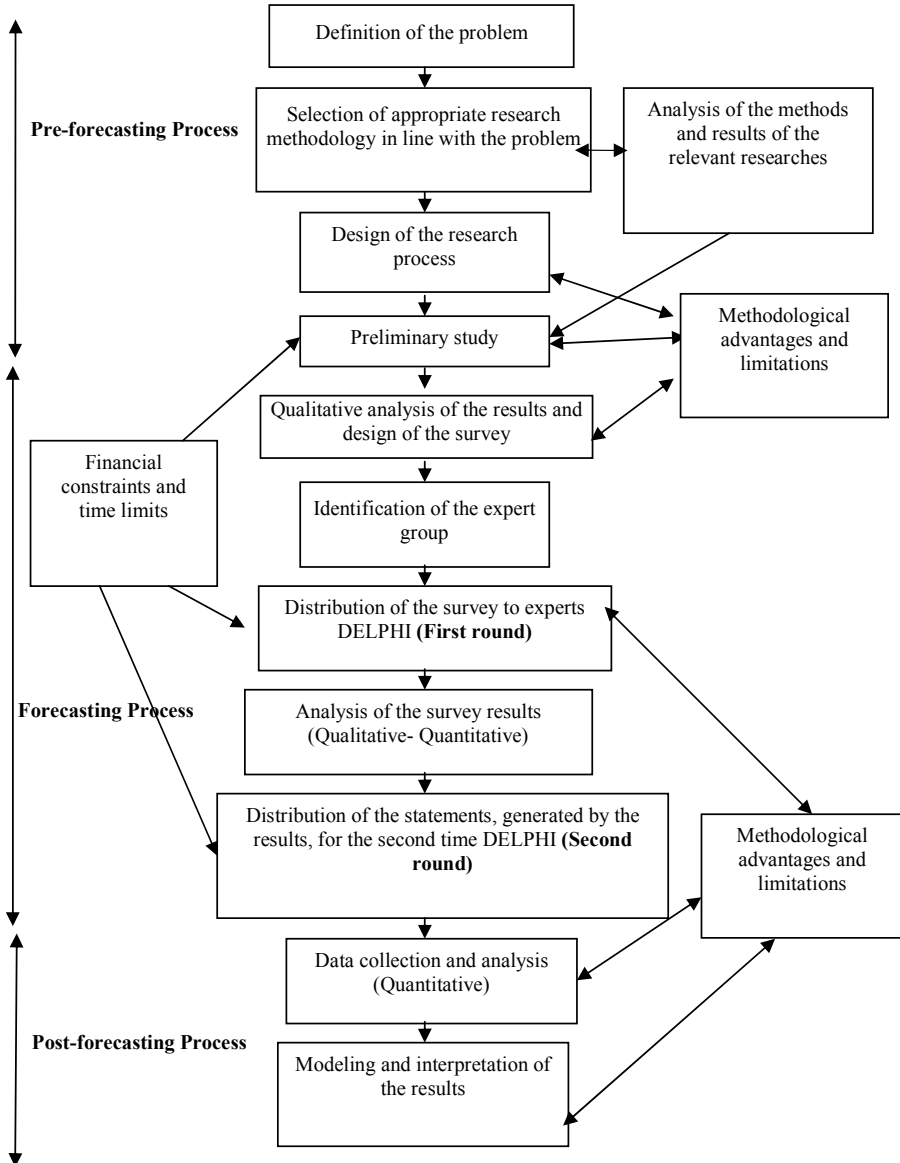 Definition of the problem
Pre-forecasting Process
Selection of appropriate research
methodology in line with the problem
Analysis of the methods
and results of the
relevant researches
Design of the research
process
Preliminary study
Methodological
advantages and
limitations
Qualitative analysis of the results and
design of the survey
Financial
constraints and
time limits
Identification of the expert
group
Distribution of the survey to experts
DELPHI (First round)
Forecasting Process
Analysis of the survey results
(Qualitative- Quantitative)
Distribution of the statements, generated by the
results, for the second time DELPHI (Second
round)
Methodological
advantages and
limitations
Data collection and analysis
(Quantitative)
Post-forecasting Process
Modeling and interpretation of
the results